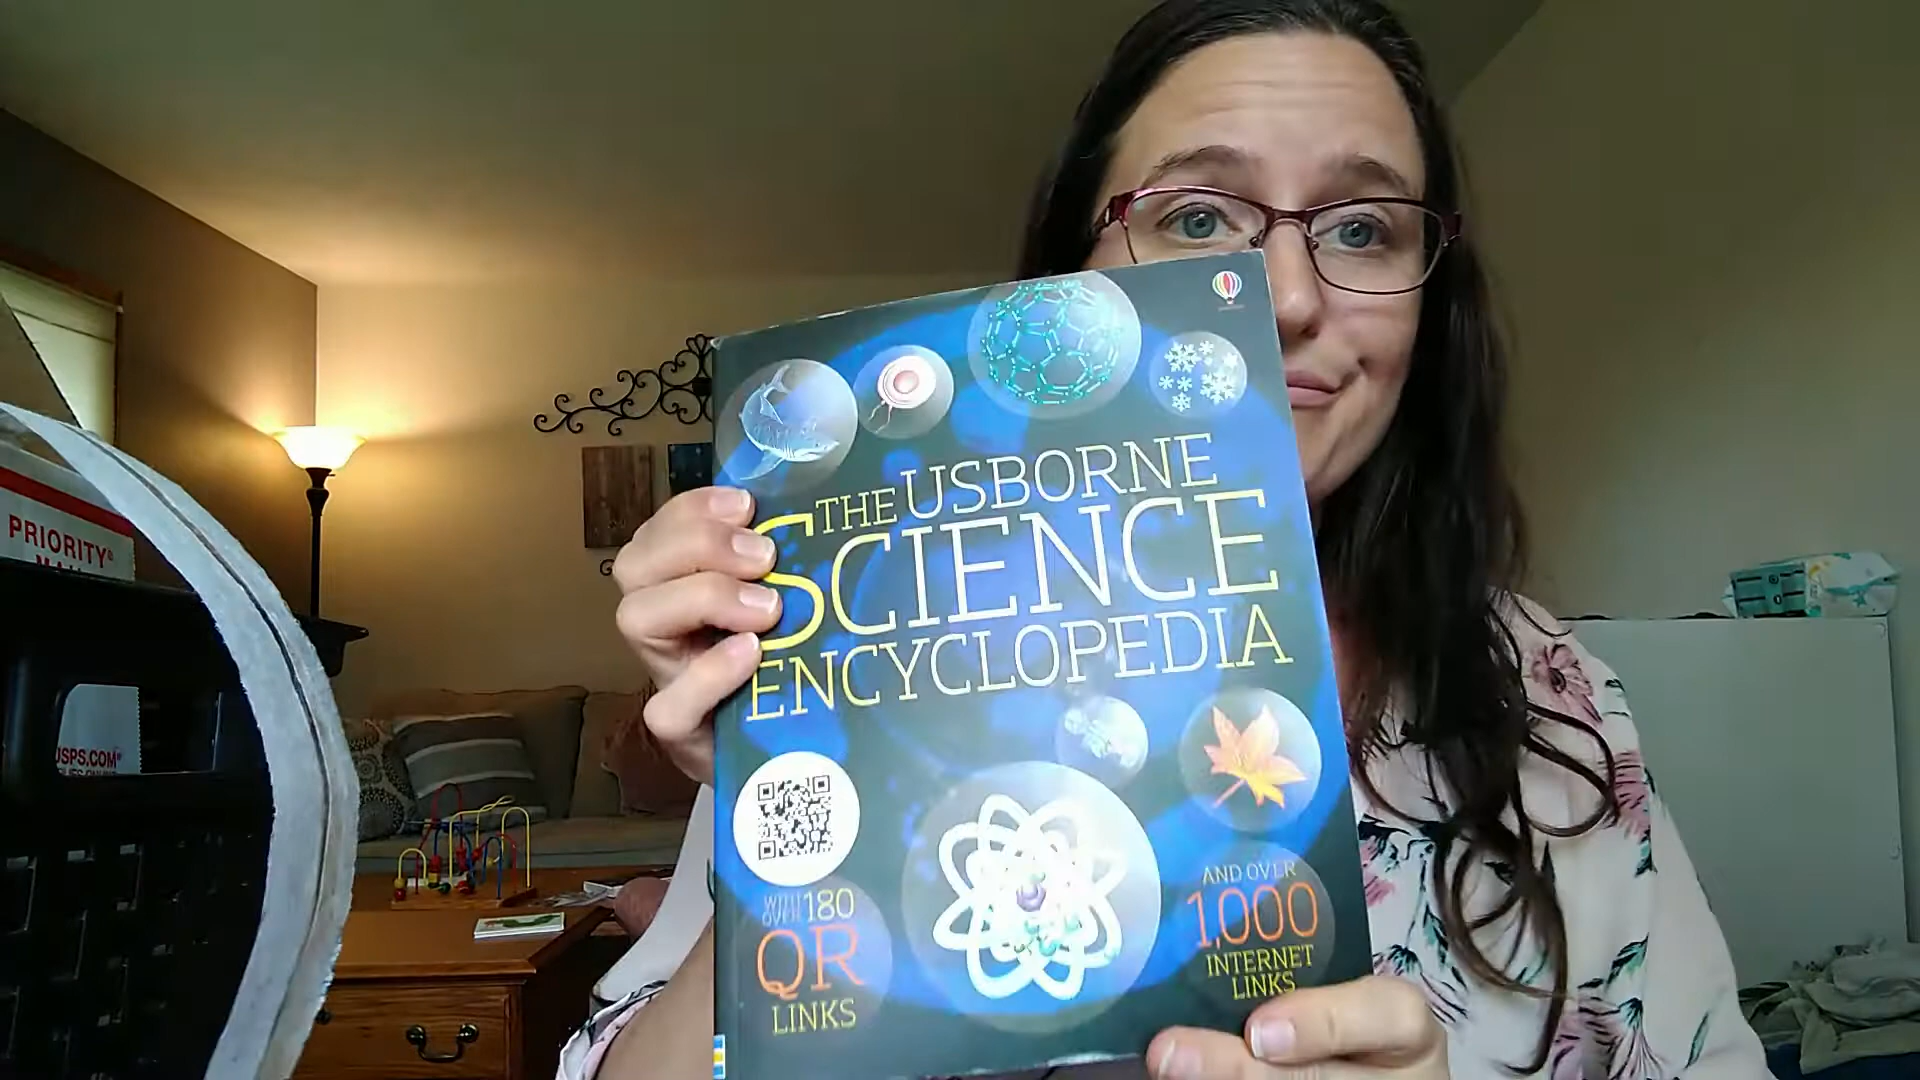 PRIORITY®
USPS.COM®
THE USBORNE
SCIENCE
ENCYCLOPEDIA
WITH
OVER 180
QR
LINKS
AND OVER
1,000
INTERNET
LINKS